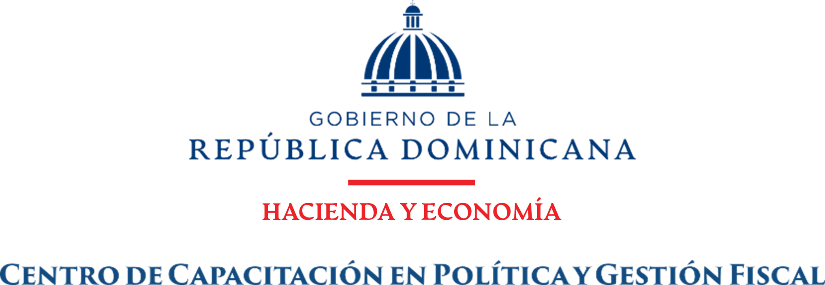 GOBIERNO DE LA
REPÚBLICA DOMINICANA
HACIENDA Y ECONOMÍA
CENTRO DE CAPACITACIÓN EN POLÍTICA Y GESTIÓN FISCAL